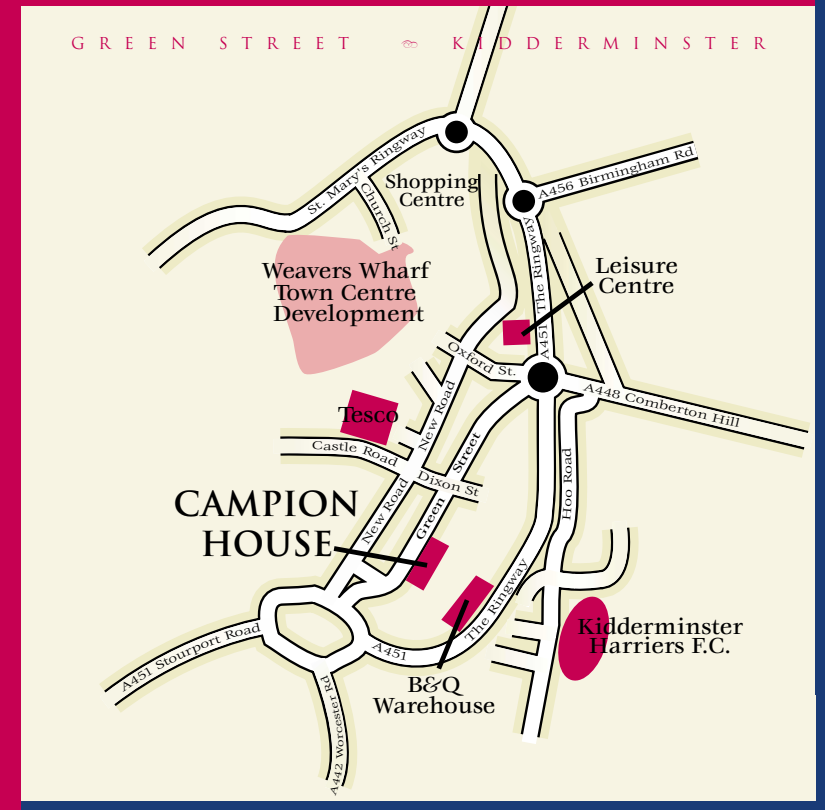 GREEN STREET KIDDERMINSTER
St. Mary's Ringway
A456 Birmingham Rd
Shopping
Centre
Church St.
A451 The Ringway
Weavers Wharf
Town Centre
Development
Leisure
Centre
Oxford St.
A448 Comberton Hill
Tesco
New Road
Castle Road
Green Street
Dixon St
Hoo Road
CAMPION
HOUSE
New Road
The Ringway
A451 Stourport Road
A451
Kidderminster
Harriers F.C.
B&Q
Warehouse
A442 Worcester Rd